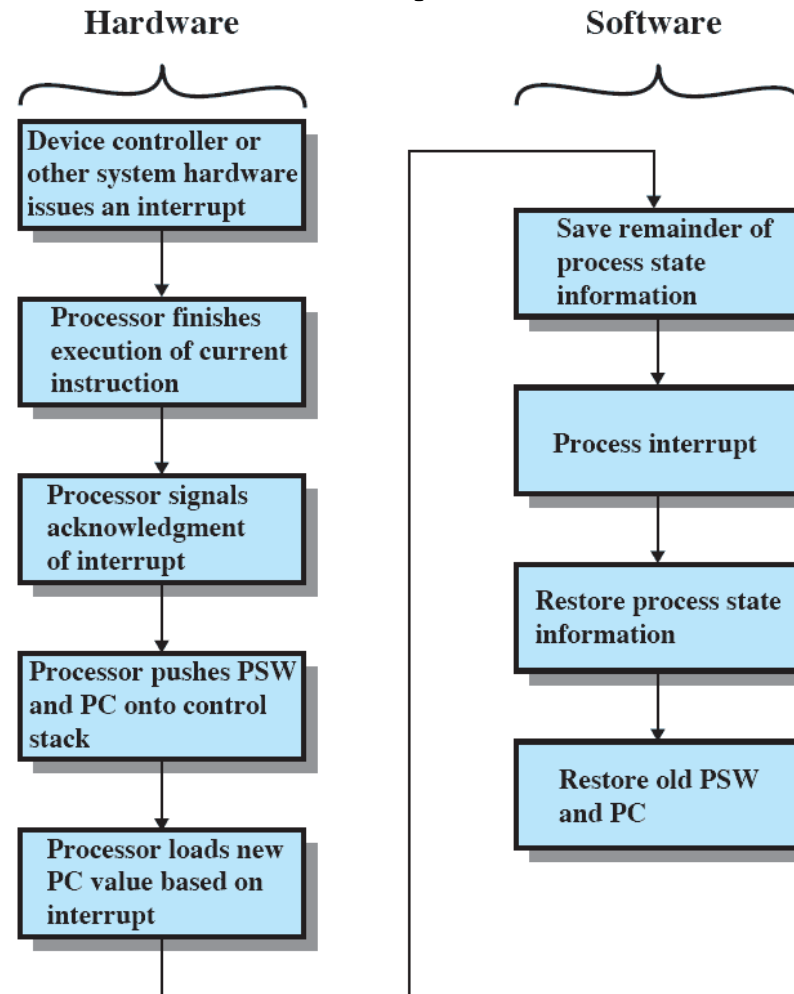 Hardware
Device controller or
other system hardware
issues an interrupt
Processor finishes
execution of current
instruction
Processor signals
acknowledgment
of interrupt
Processor pushes PSW
and PC onto control
stack
Processor loads new
PC value based on
interrupt
Software
Save remainder of
process state
information
Process interrupt
Restore process state
information
Restore old PSW
and PC